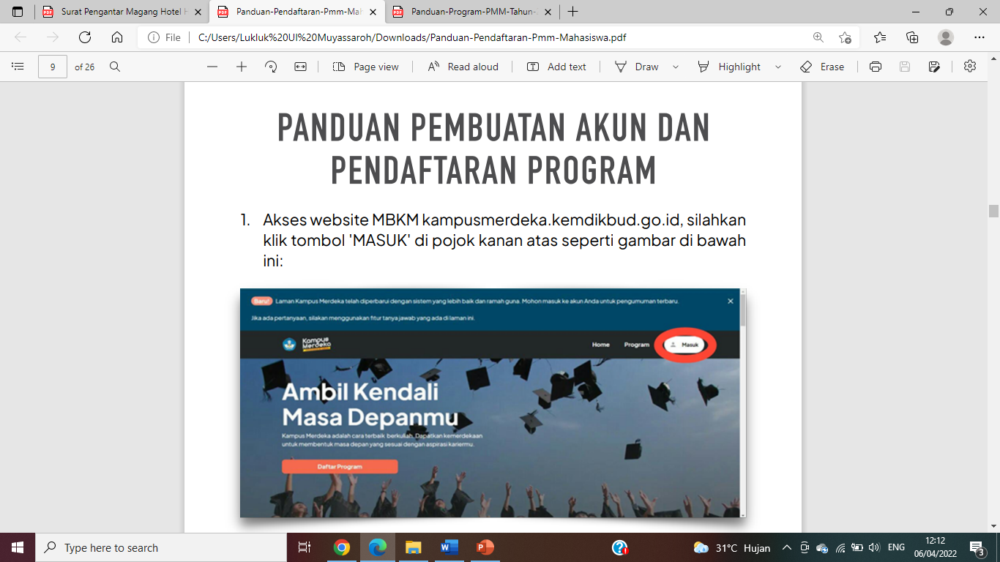 Surat Pengantar Magang Hotel H
Panduan-Pendaftaran-Pmm-Mah
Panduan-Program-PMM-Tahun-
File
C:/Users/Lukluk%20Ul%20Muyassaroh/Downloads/Panduan-Pendaftaran-Pmm-Mahasiswa.pdf
9 of 26
Page view
Read aloud
Add text
Draw
Highlight
Erase
PANDUAN PEMBUATAN AKUN DAN
PENDAFTARAN PROGRAM
1. Akses website MBKM kampusmerdeka.kemdikbud.go.id, silahkan
klik tombol 'MASUK' di pojok kanan atas seperti gambar di bawah
ini:
Baru! Laman Kampus Merdeka telah diperbarui dengan sistem yang lebih baik dan ramah guna. Mohon masuk ke akun Anda untuk pengumuman terbaru.
Jika ada pertanyaan, silakan menggunakan fitur tanya jawab yang ada di laman ini.
Kampus
Merdeka
Home
Program
Masuk
Ambil Kendali
Masa Depanmu
Kampus Merdeka adalah cara terbaik berkuliah. Dapatkan kemerdekaan
untuk membentuk masa depan yang sesuai dengan aspirasi kariermu.
Daftar Program
Type here to search
31°C Hujan
ENG
12:12
06/04/2022
3